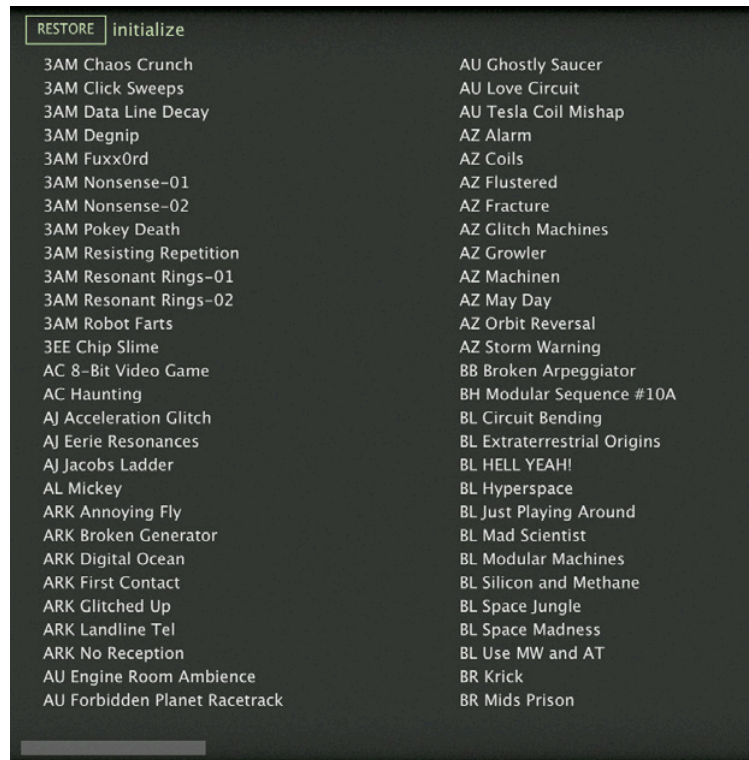 RESTORE initialize
3AM Chaos Crunch
3AM Click Sweeps
3AM Data Line Decay
3AM Degnip
3AM Fuxx0rd
3AM Nonsense-01
3AM Nonsense-02
3AM Pokey Death
3AM Resisting Repetition
3AM Resonant Rings-01
3AM Resonant Rings-02
3AM Robot Farts
3EE Chip Slime
AC 8-Bit Video Game
AC Haunting
AJ Acceleration Glitch
AJ Eerie Resonances
AJ Jacobs Ladder
AL Mickey
ARK Annoying Fly
ARK Broken Generator
ARK Digital Ocean
ARK First Contact
ARK Glitched Up
ARK Landline Tel
ARK No Reception
AU Engine Room Ambience
AU Forbidden Planet Racetrack
AU Ghostly Saucer
AU Love Circuit
AU Tesla Coil Mishap
AZ Alarm
AZ Coils
AZ Flustered
AZ Fracture
AZ Glitch Machines
AZ Growler
AZ Machinen
AZ May Day
AZ Orbit Reversal
AZ Storm Warning
BB Broken Arpeggiator
BH Modular Sequence #10A
BL Circuit Bending
BL Extraterrestrial Origins
BL HELL YEAH!
BL Hyperspace
BL Just Playing Around
BL Mad Scientist
BL Modular Machines
BL Silicon and Methane
BL Space Jungle
BL Space Madness
BL Use MW and AT
BR Krick
BR Mids Prison